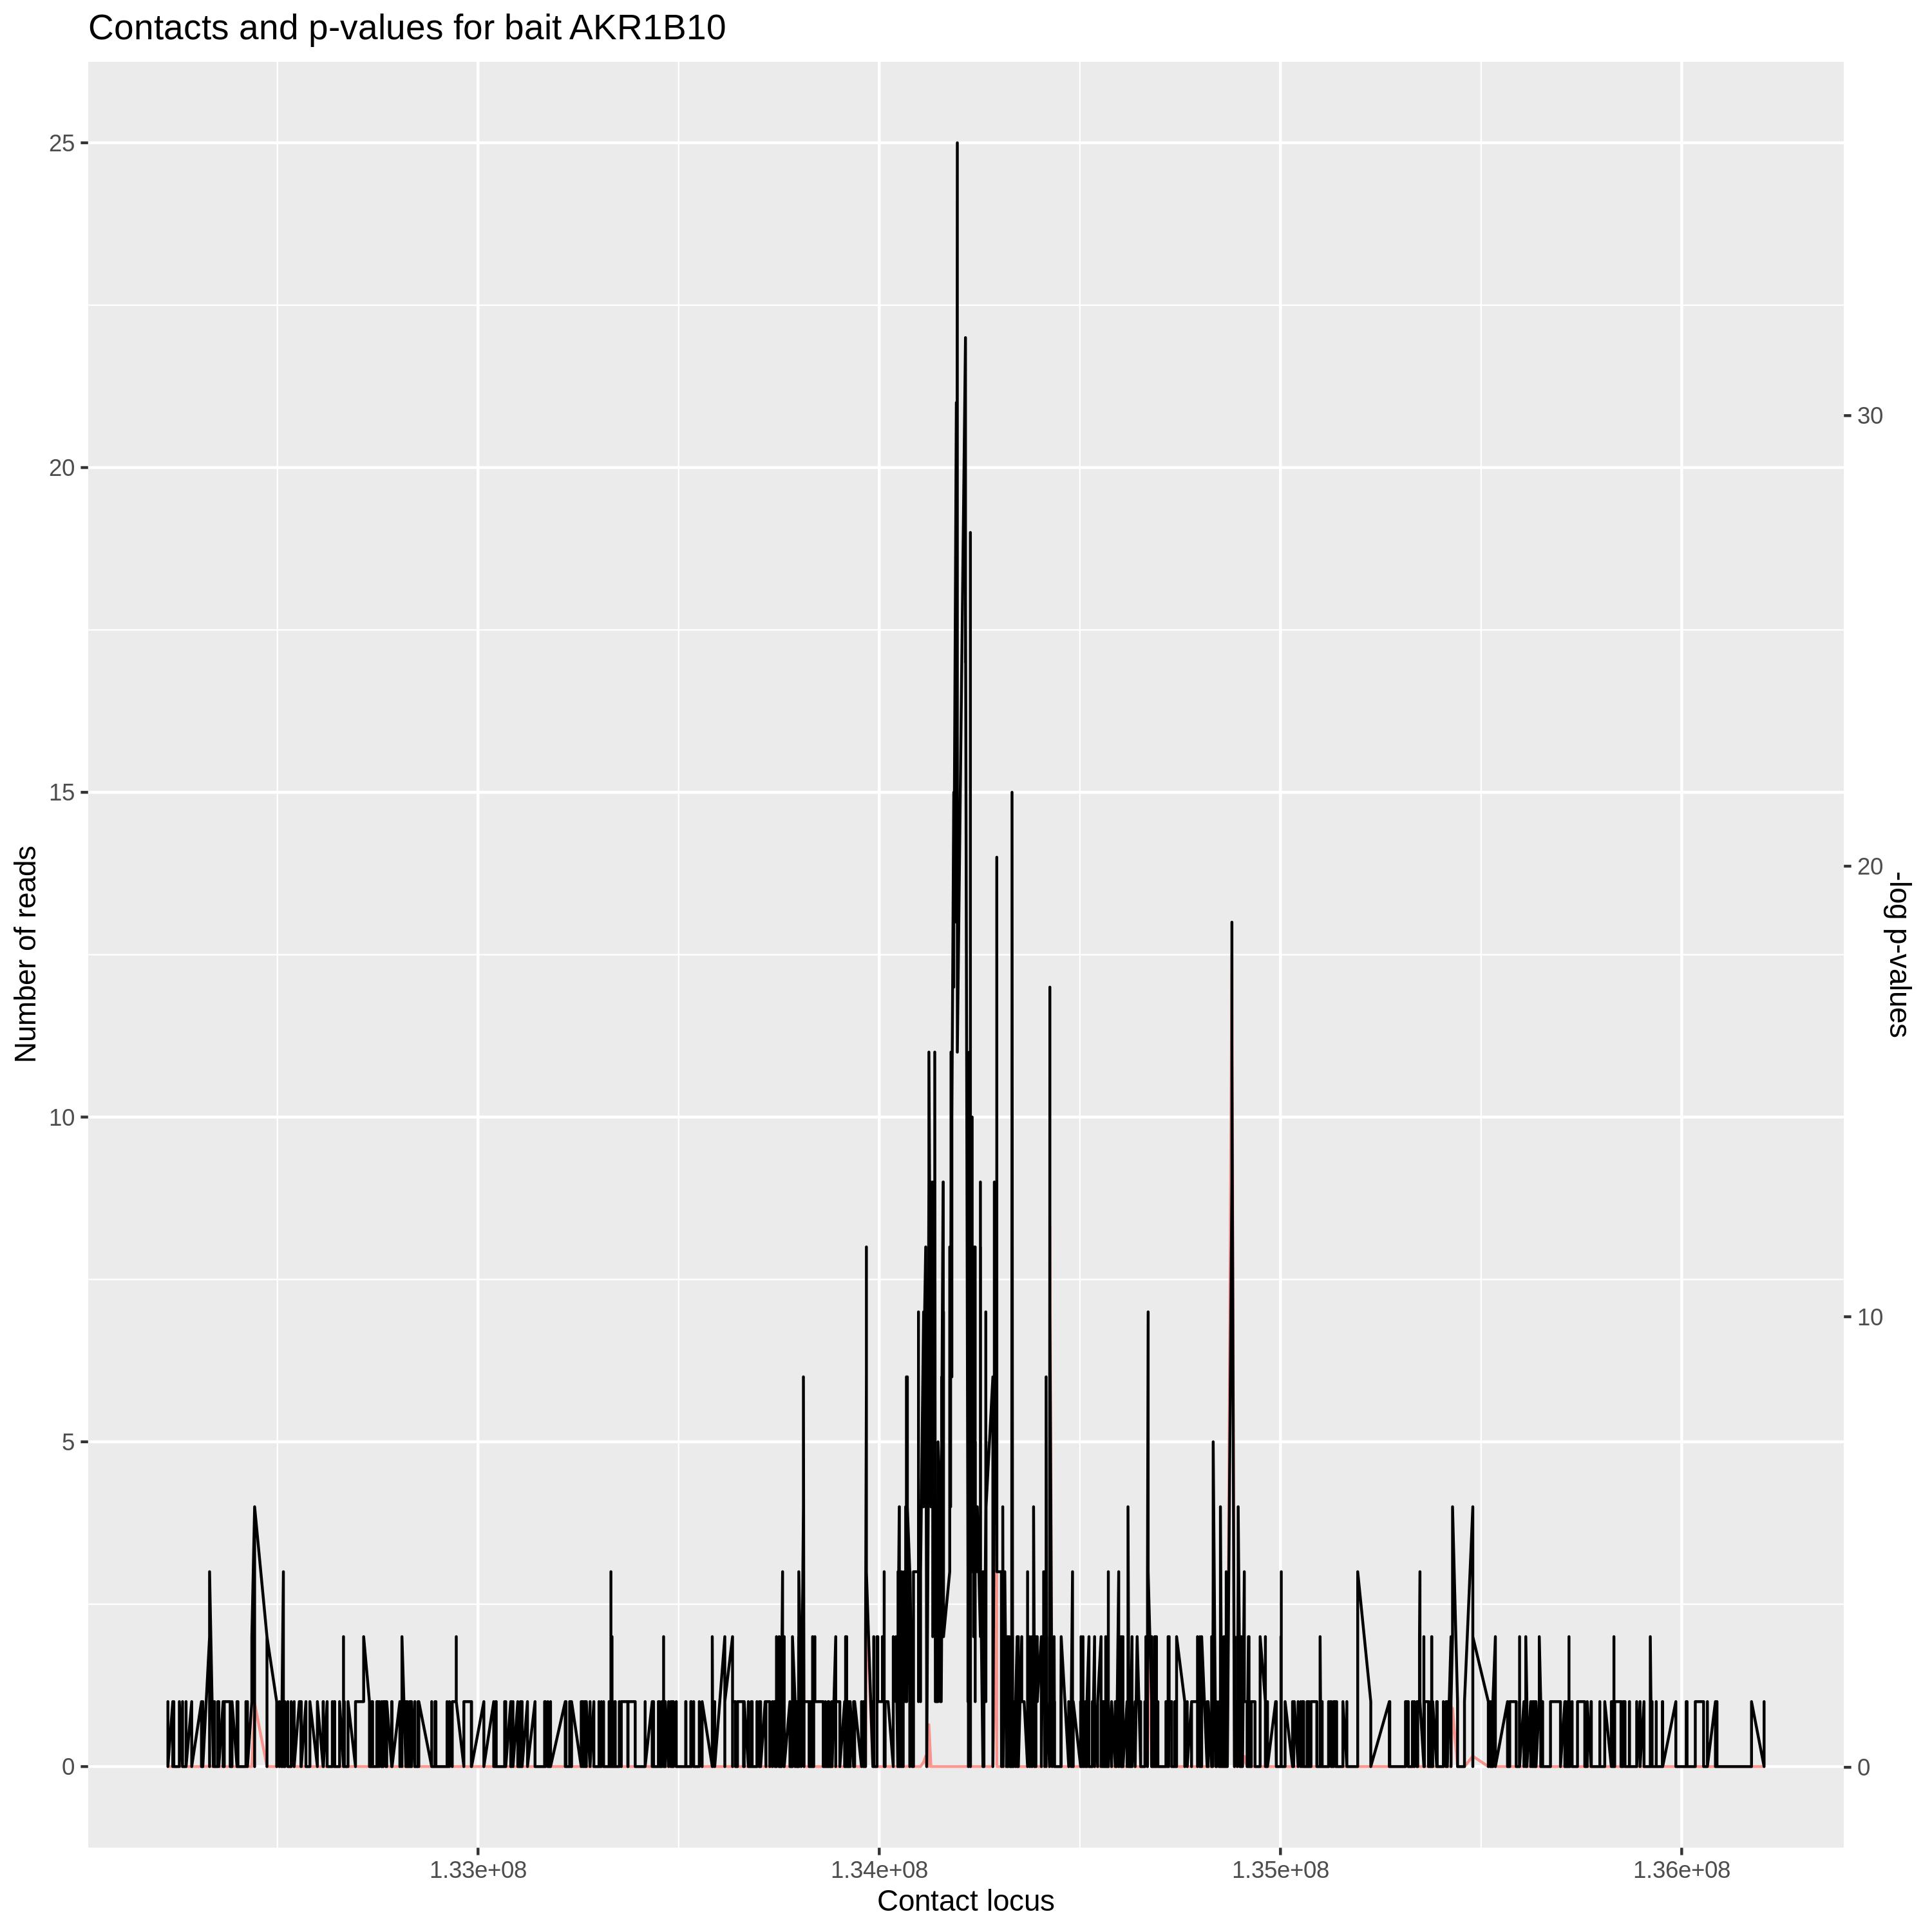 Contacts and p-values for bait AKR1B10
25
20
15
10
5
0
Number of reads
30
20
10
0
-log p-values
1.33e+08
1.34e+08
1.35e+08
1.36e+08
Contact locus